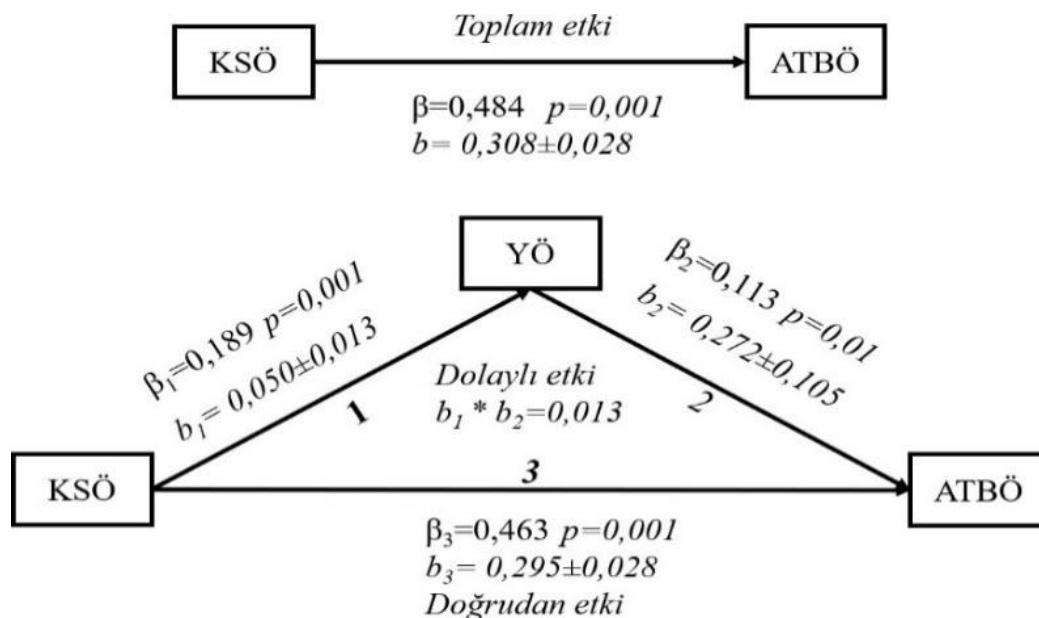 Toplam etki
KSÖ
ATBÖ
β=0,484 p=0,001
b= 0,308±0,028
YÖ
β1=0,189 p=0,001
b1= 0,050±0,013
1
β2=0,113 p=0,01
b2= 0,272±0,105
2
Dolaylı etki
b1 * b2=0,013
KSÖ
3
ATBÖ
β3=0,463 p=0,001
b3= 0,295±0,028
Doğrudan etki